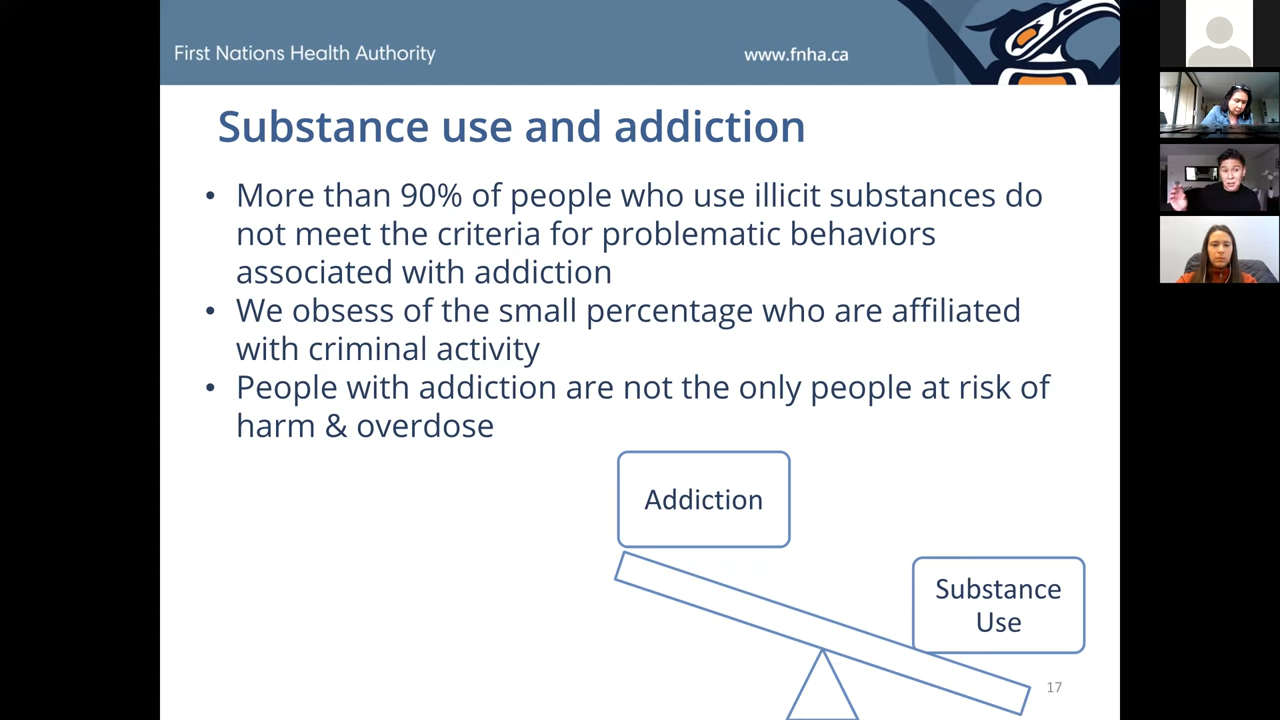 First Nations Health Authority
www.fnha.ca
Substance use and addiction
• More than 90% of people who use illicit substances do
not meet the criteria for problematic behaviors
associated with addiction
• We obsess of the small percentage who are affiliated
with criminal activity
• People with addiction are not the only people at risk of
harm & overdose
Addiction
Substance
Use
17